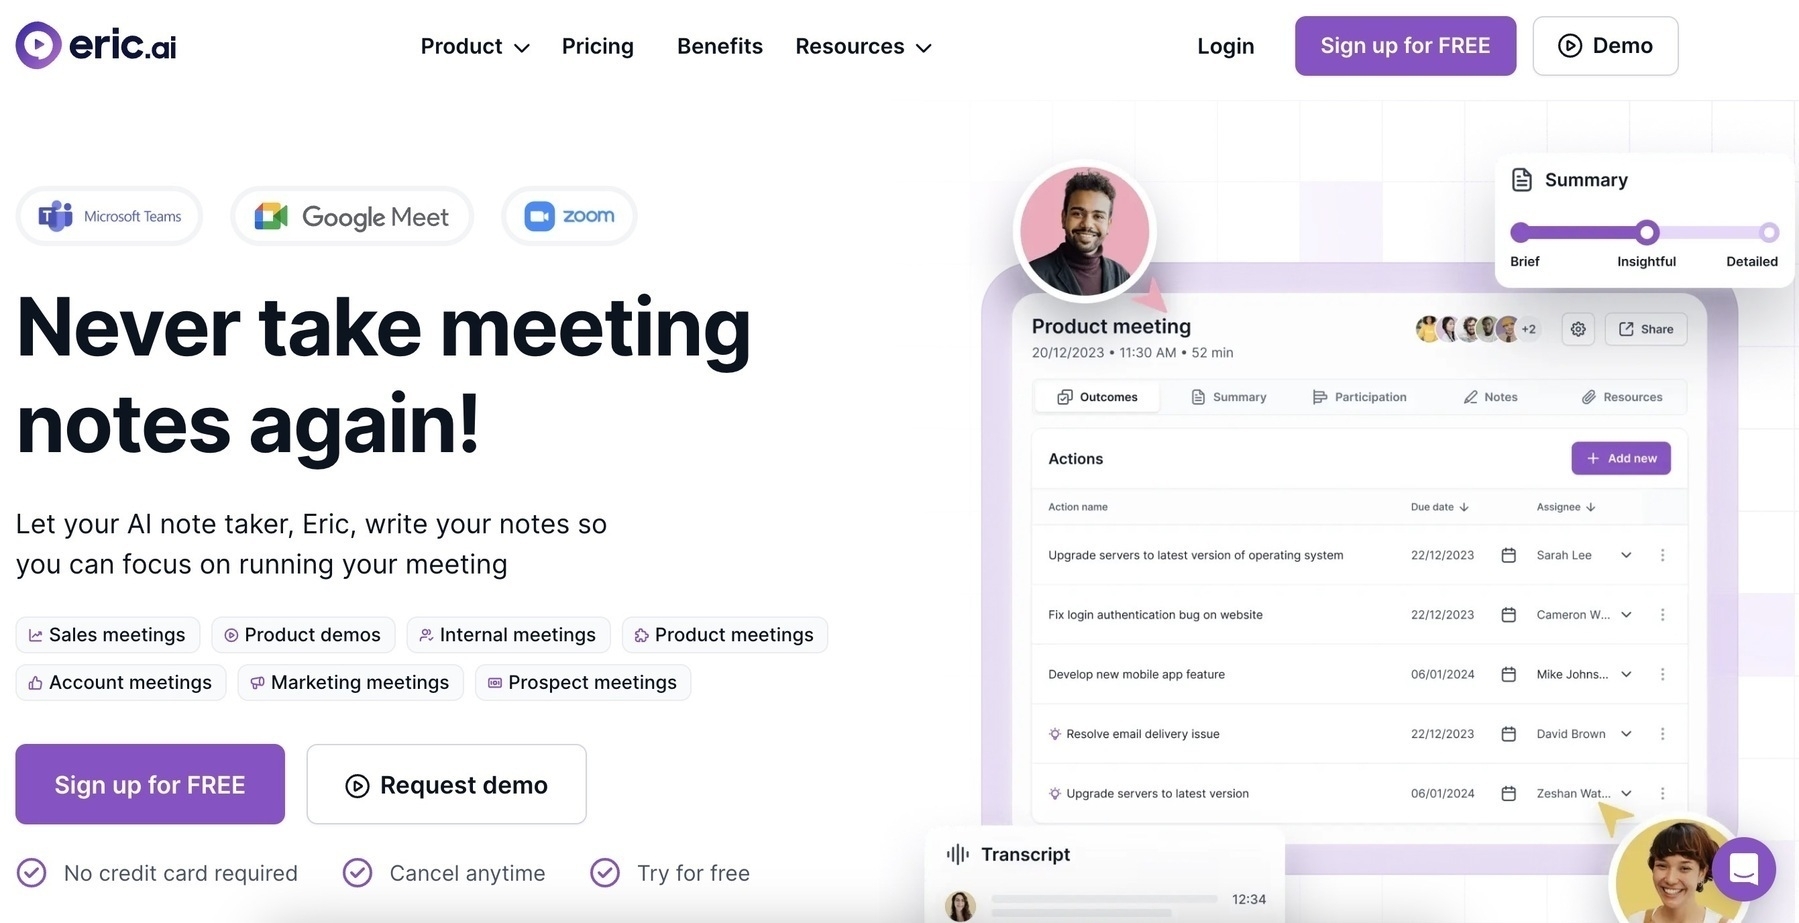 eric.ai
Product
Pricing
Benefits
Resources
Login
Sign up for FREE
Demo
Microsoft Teams
Google Meet
zoom
Never take meeting
notes again!
Let your AI note taker, Eric, write your notes so
you can focus on running your meeting
Sales meetings
Product demos
Internal meetings
Product meetings
Account meetings
Marketing meetings
Prospect meetings
Sign up for FREE
Request demo
No credit card required
Cancel anytime
Try for free
Summary
Brief
Insightful
Detailed
Product meeting
20/12/2023 • 11:30 AM • 52 min
+2
Share
Outcomes
Summary
Participation
Notes
Resources
Actions
+ Add new
Action name
Due date
Assignee
Upgrade servers to latest version of operating system
22/12/2023
Sarah Lee
Fix login authentication bug on website
22/12/2023
Cameron W...
Develop new mobile app feature
06/01/2024
Mike Johns...
Resolve email delivery issue
22/12/2023
David Brown
Upgrade servers to latest version
06/01/2024
Zeshan Wat...
Transcript
12:34